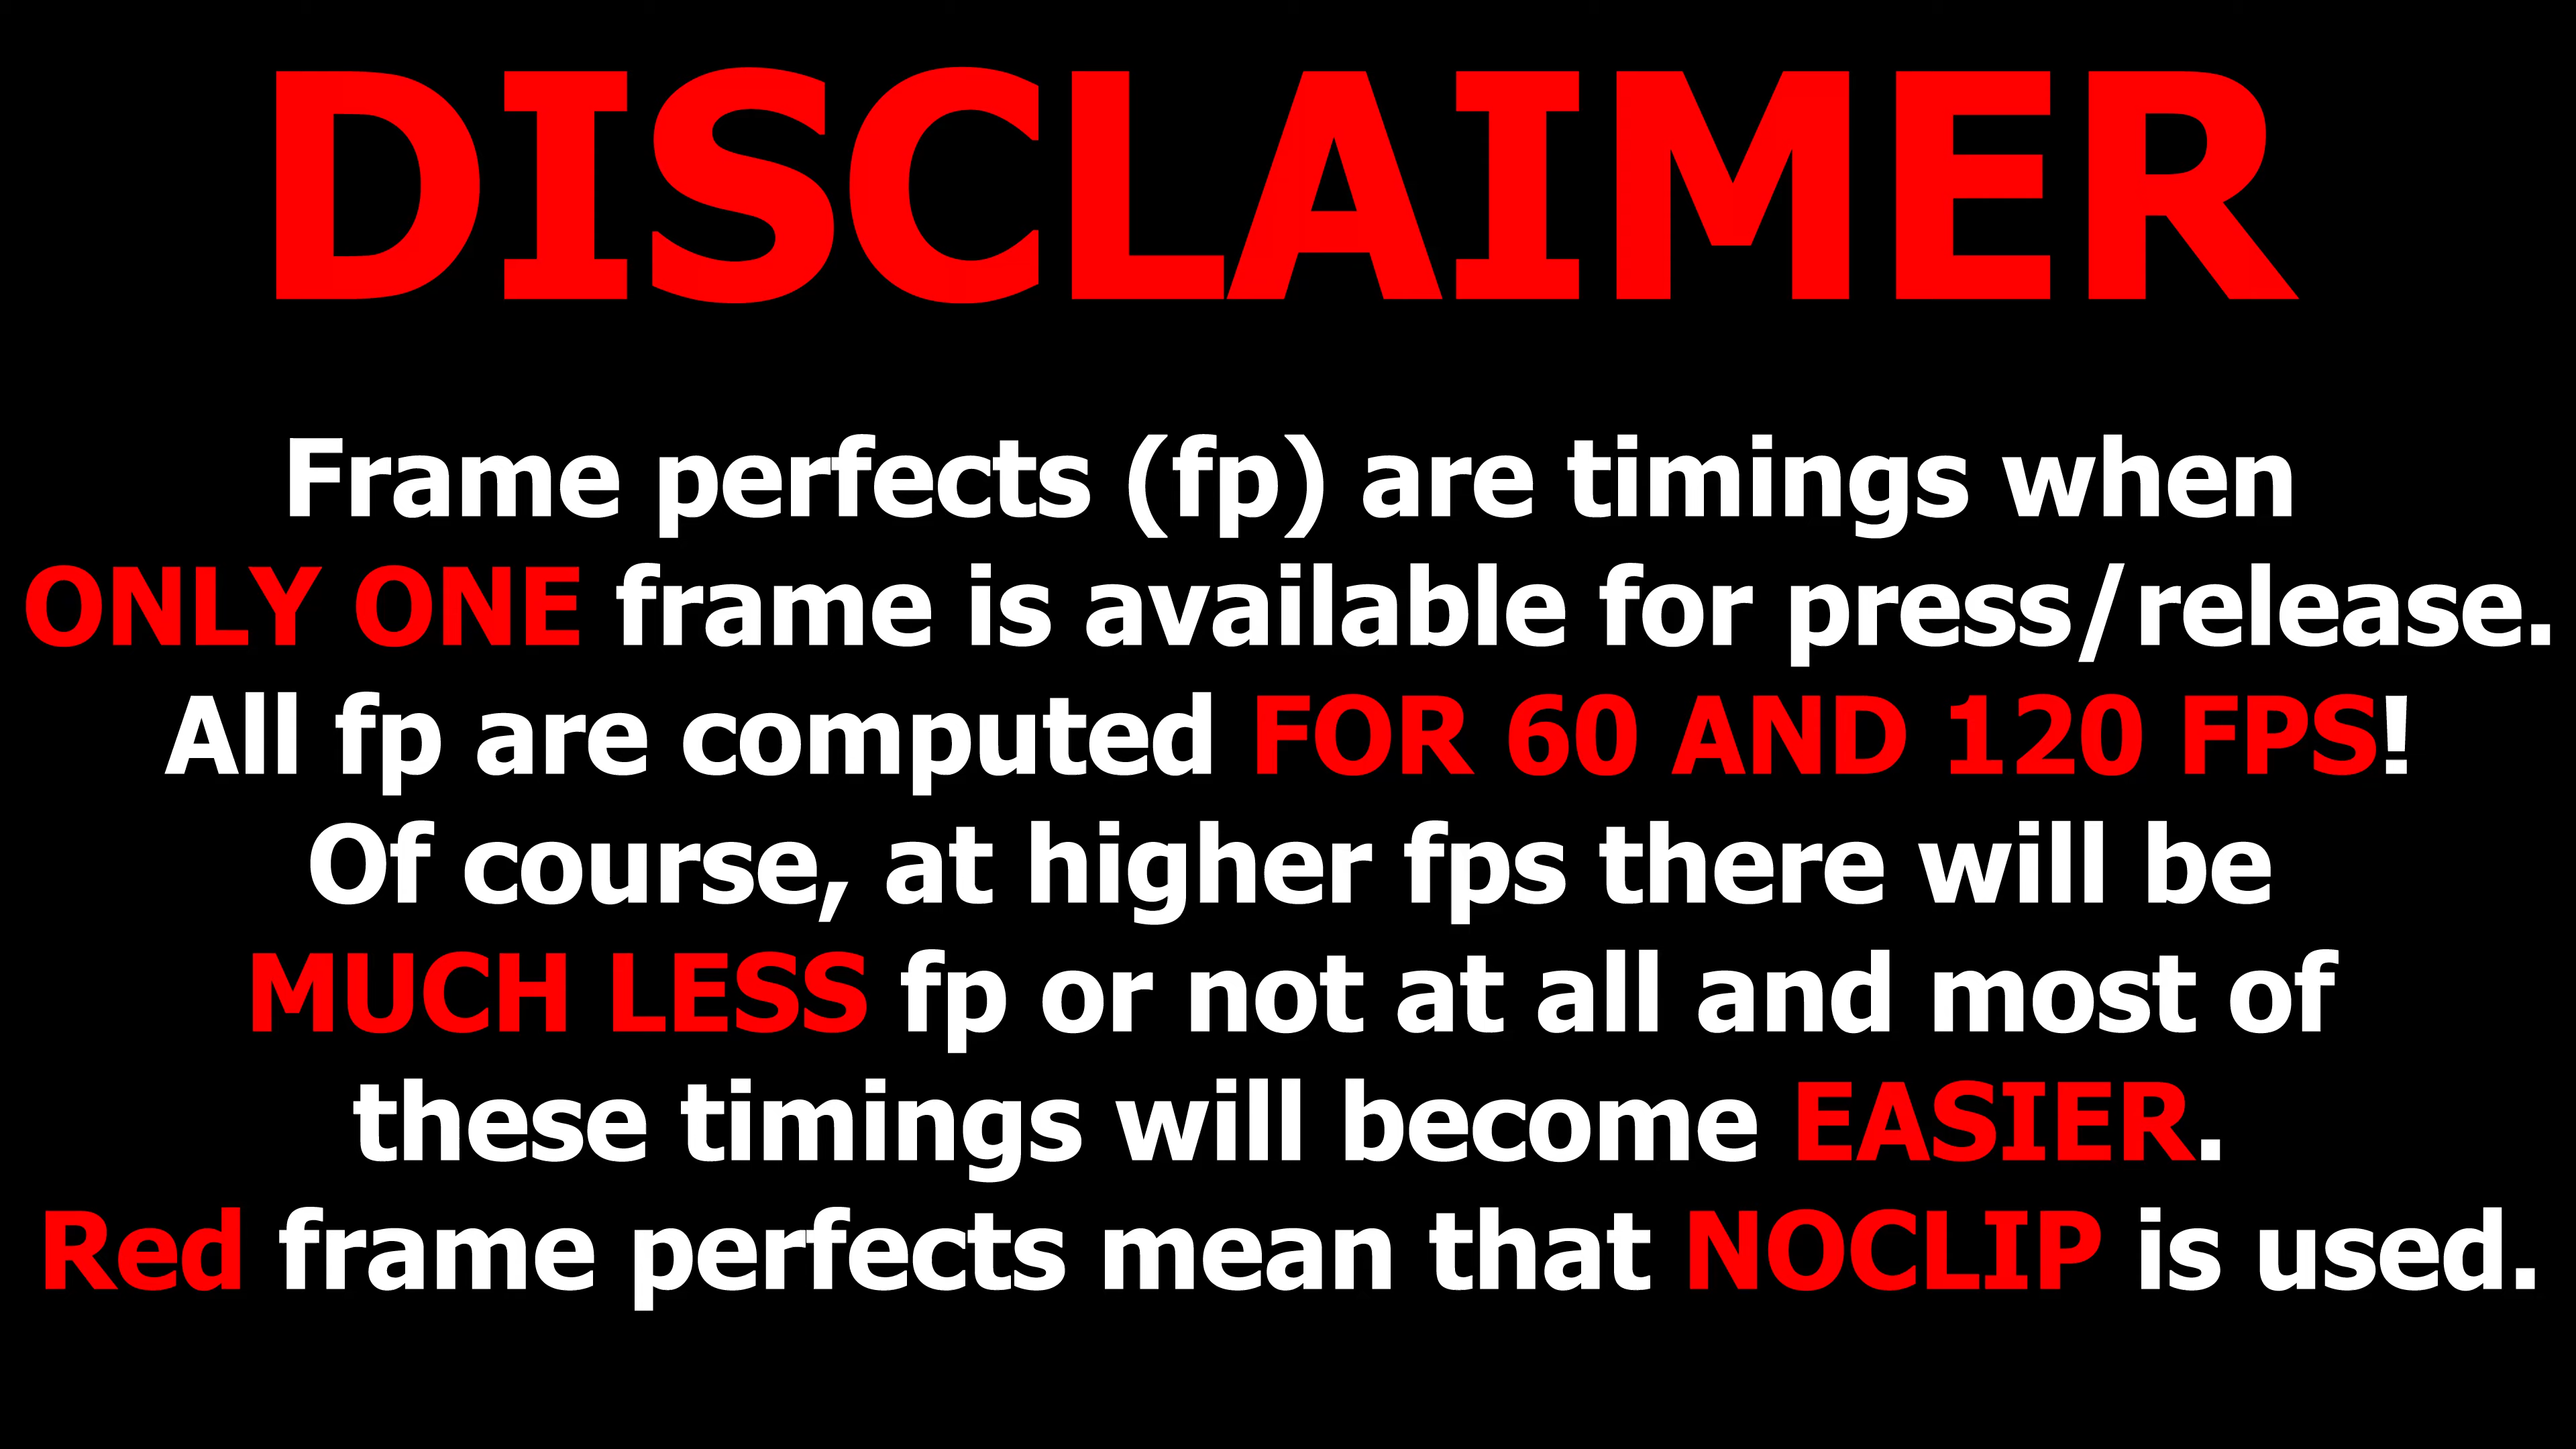 DISCLAIMER
Frame perfects (fp) are timings when
ONLY ONE frame is available for press/release.
All fp are computed FOR 60 AND 120 FPS!
Of course, at higher fps there will be
MUCH LESS fp or not at all and most of
these timings will become EASIER.
Red frame perfects mean that NOCLIP is used.